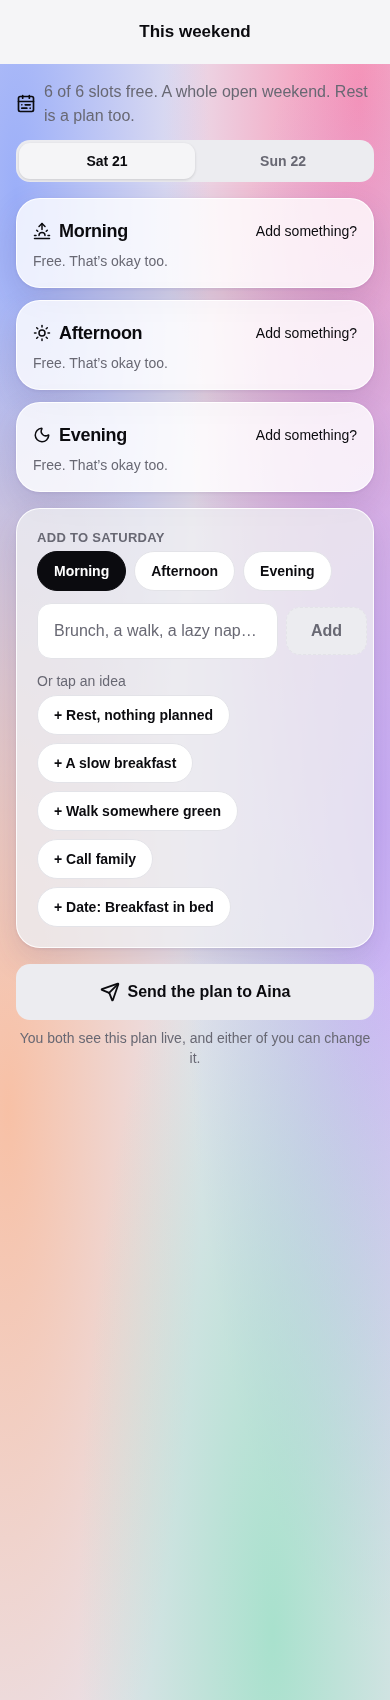 This weekend
6 of 6 slots free. A whole open weekend. Rest
is a plan too.
Sat 21
Sun 22
Morning
Add something?
Free. That's okay too.
Afternoon
Add something?
Free. That's okay too.
Evening
Add something?
Free. That's okay too.
ADD TO SATURDAY
Morning
Afternoon
Evening
Brunch, a walk, a lazy nap…
Add
Or tap an idea
+ Rest, nothing planned
+ A slow breakfast
+ Walk somewhere green
+ Call family
+ Date: Breakfast in bed
Send the plan to Aina
You both see this plan live, and either of you can change
it.